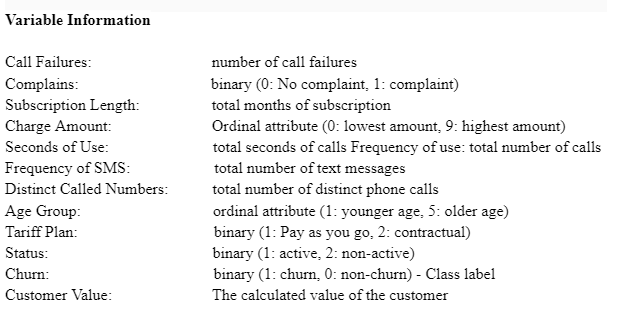 Variable Information
Call Failures: number of call failures
Complains: binary (0: No complaint, 1: complaint)
Subscription Length: total months of subscription
Charge Amount: Ordinal attribute (0: lowest amount, 9: highest amount)
Seconds of Use: total seconds of calls Frequency of use: total number of calls
Frequency of SMS: total number of text messages
Distinct Called Numbers: total number of distinct phone calls
Age Group: ordinal attribute (1: younger age, 5: older age)
Tariff Plan: binary (1: Pay as you go, 2: contractual)
Status: binary (1: active, 2: non-active)
Churn: binary (1: churn, 0: non-churn) - Class label
Customer Value: The calculated value of the customer